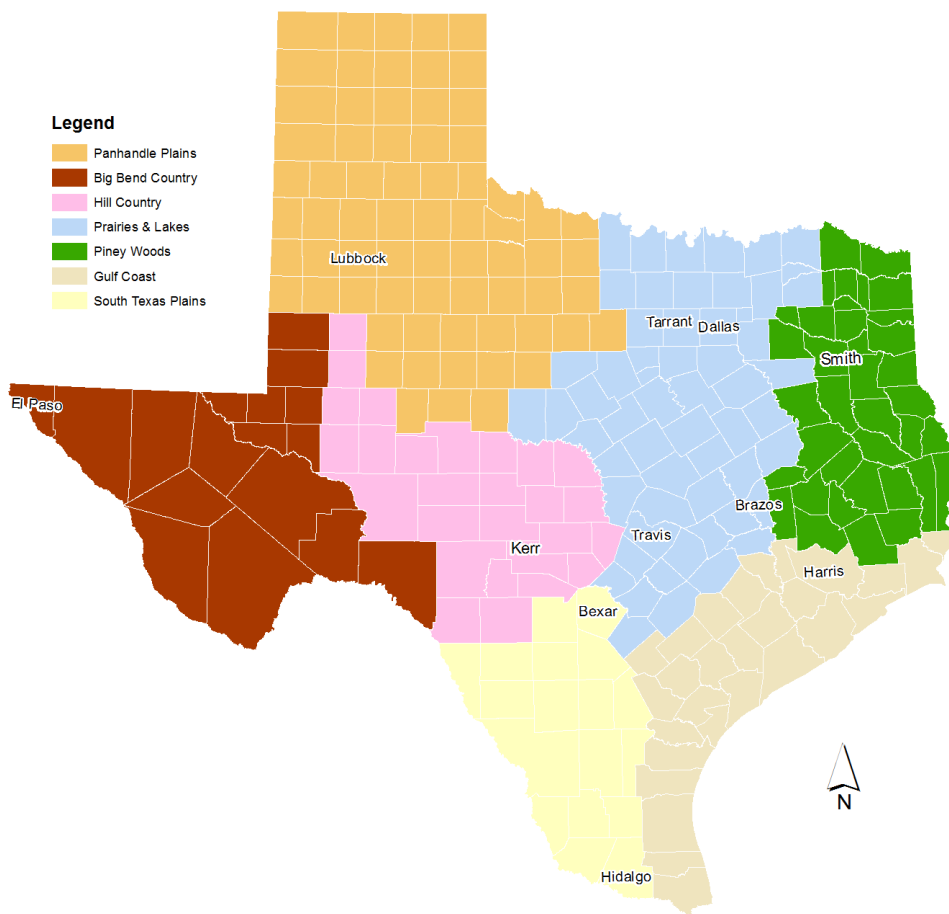 Legend
Panhandle Plains
Big Bend Country
Hill Country
Prairies & Lakes
Piney Woods
Gulf Coast
South Texas Plains
Lubbock
Tarrant
Dallas
Smith
El Paso
Brazos
Travis
Kerr
Harris
Bexar
N
Hidalgo